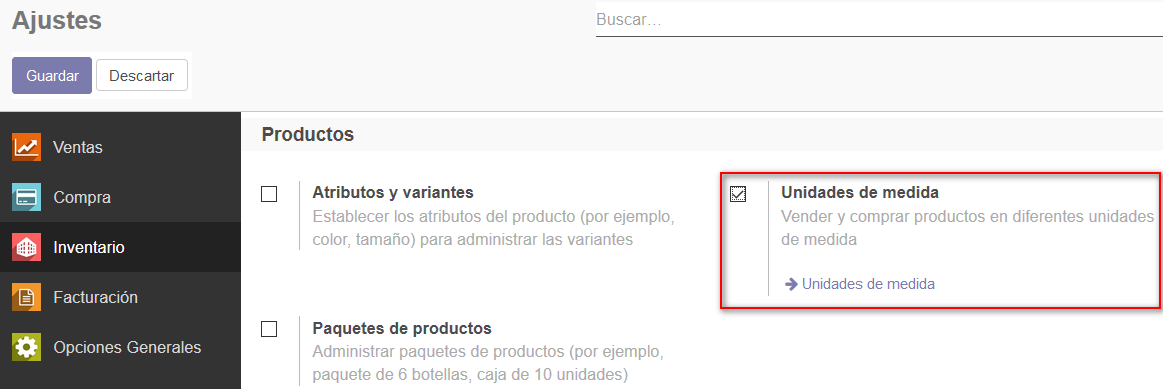 Ajustes
Buscar...
Guardar
Descartar
Ventas
Compra
Inventario
Facturación
Opciones Generales
Productos
Atributos y variantes
Establecer los atributos del producto (por ejemplo,
color, tamaño) para administrar las variantes
Unidades de medida
Vender y comprar productos en diferentes unidades
de medida
Unidades de medida
Paquetes de productos
Administrar paquetes de productos (por ejemplo,
paquete de 6 botellas, caja de 10 unidades)